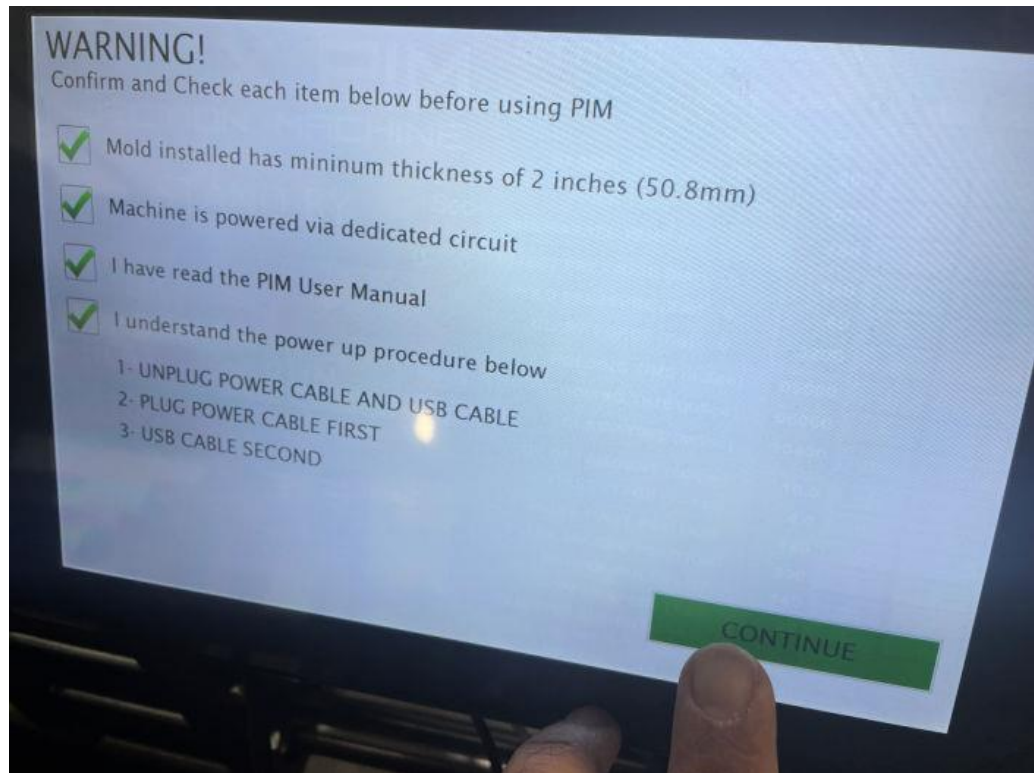 WARNING!
Confirm and Check each item below before using PIM
Mold installed has mininum thickness of 2 inches (50.8mm)
Machine is powered via dedicated circuit
I have read the PIM User Manual
I understand the power up procedure below
1- UNPLUG POWER CABLE AND USB CABLE
2- PLUG POWER CABLE FIRST
3- USB CABLE SECOND
CONTINUE